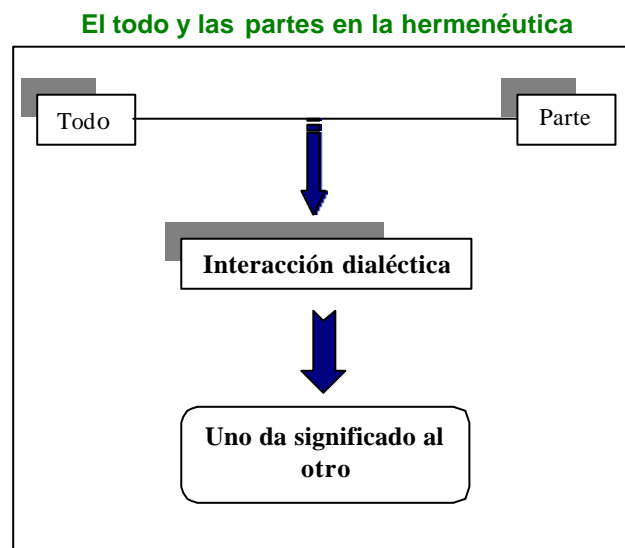 El todo y las partes en la hermenéutica
Todo
Parte
Interacción dialéctica
Uno da significado al
otro